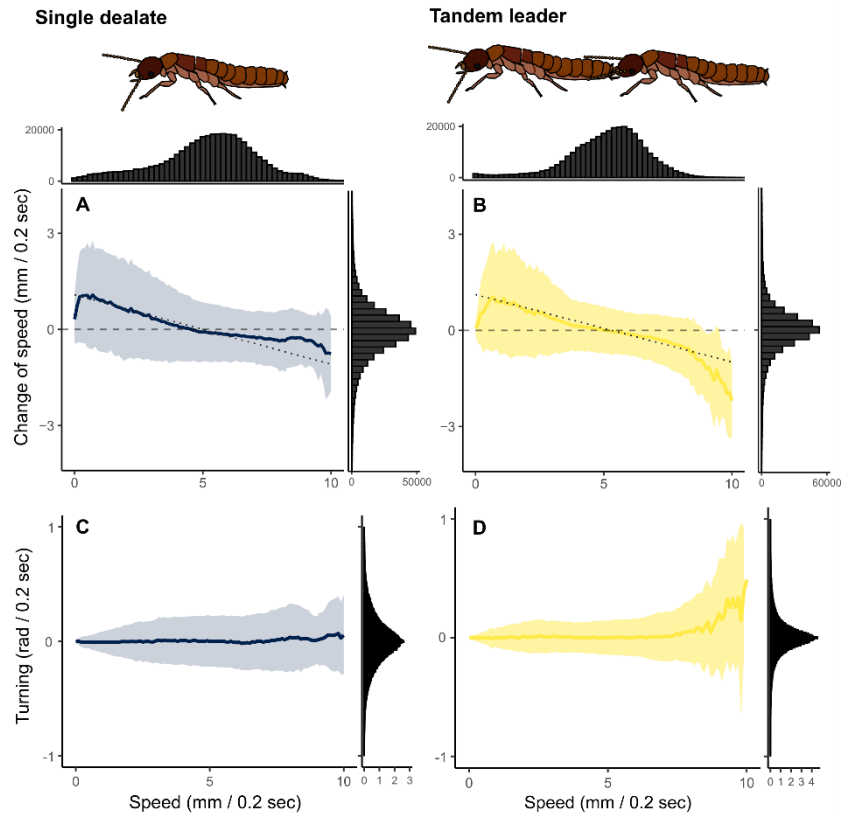 Single dealate
Tandem leader
20000
0
20000
0
A
B
Change of speed (mm / 0.2 sec)
3
0
-3
3
0
-3
0
5
10
0
50000
0
5
10
0
60000
C
D
Turning (rad / 0.2 sec)
1
0
-1
1
0
-1
0
5
10
0 1 2 3
0
5
10
0 1 2 3 4
Speed (mm / 0.2 sec)
Speed (mm / 0.2 sec)